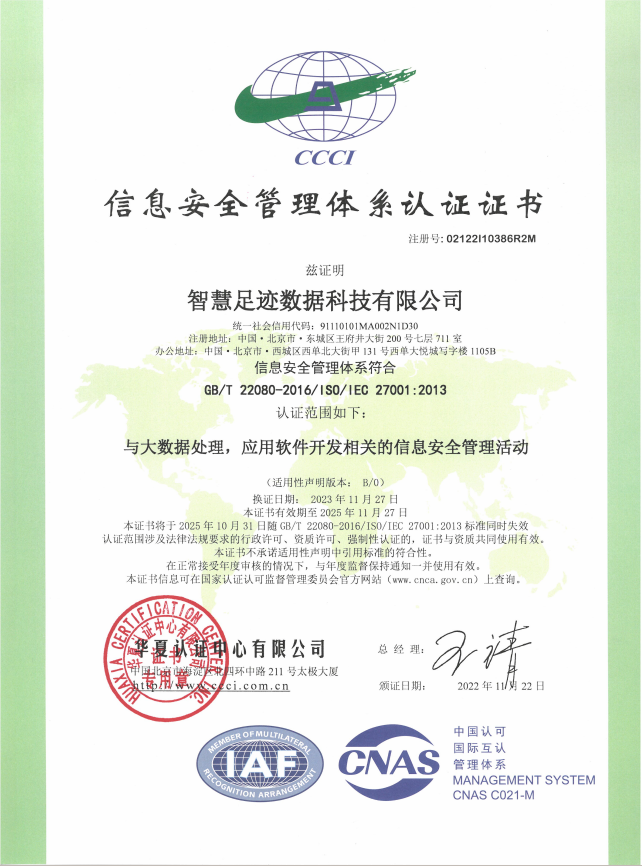 CCCI
信息安全管理体系认证证书
注册号: 02122I10386R2M
兹证明
智慧足迹数据科技有限公司
统一社会信用代码: 91110101MA002N1D30
注册地址: 中国·北京市·东城区王府井大街 200 号七层 711 室
办公地址: 中国·北京市·西城区西单北大街甲 131 号西单大悦城写字楼 1105B
信息安全管理体系符合
GB/T 22080-2016/ISO/IEC 27001:2013
认证范围如下:
与大数据处理，应用软件开发相关的信息安全管理活动
（适用性声明版本： B/0）
换证日期： 2023 年 11 月 27 日
本证书有效期至 2025 年 11 月 27 日
本证书将于 2025 年 10 月 31 日随 GB/T 22080-2016/ISO/IEC 27001:2013 标准同时失效
认证范围涉及法律法规要求的行政许可、资质许可、强制性认证的，证书与资质共同使用有效。
本证书不承诺适用性声明中引用标准的符合性。
在正常接受年度审核的情况下，与年度监督保持通知一并使用有效。
本证书信息可在国家认证认可监督管理委员会官方网站（www.cnca.gov.cn）上查询。
HUAXIA CERTIFICATION CENTER INC.
华夏认证中心有限公司
证书
专用章
华夏认证中心有限公司
中国北京市海淀区北四环中路 211 号太极大厦
http://www.ccci.com.cn
总 经 理:
颁证日期: 2022 年 11 月 22 日
MEMBER OF MULTILATERAL
IAF
RECOGNITION ARRANGEMENT
CNAS
中国认可
国际互认
管理体系
MANAGEMENT SYSTEM
CNAS C021-M